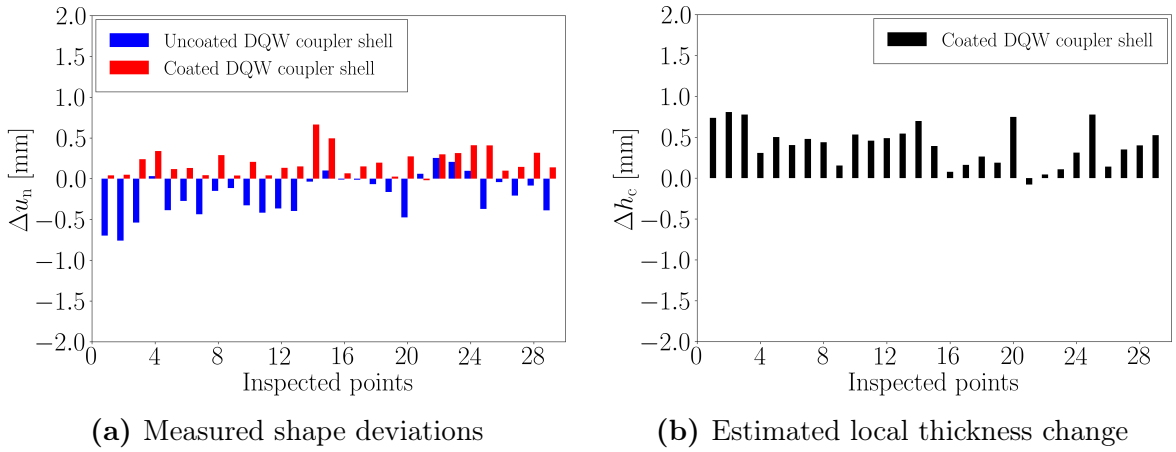 2.0
1.5
1.0
0.5
0.0
−0.5
−1.0
−1.5
−2.0
Δu_n [mm]
Uncoated DQW coupler shell
Coated DQW coupler shell
0 4 8 12 16 20 24 28
Inspected points
(a) Measured shape deviations
2.0
1.5
1.0
0.5
0.0
−0.5
−1.0
−1.5
−2.0
Δh_c [mm]
Coated DQW coupler shell
0 4 8 12 16 20 24 28
Inspected points
(b) Estimated local thickness change